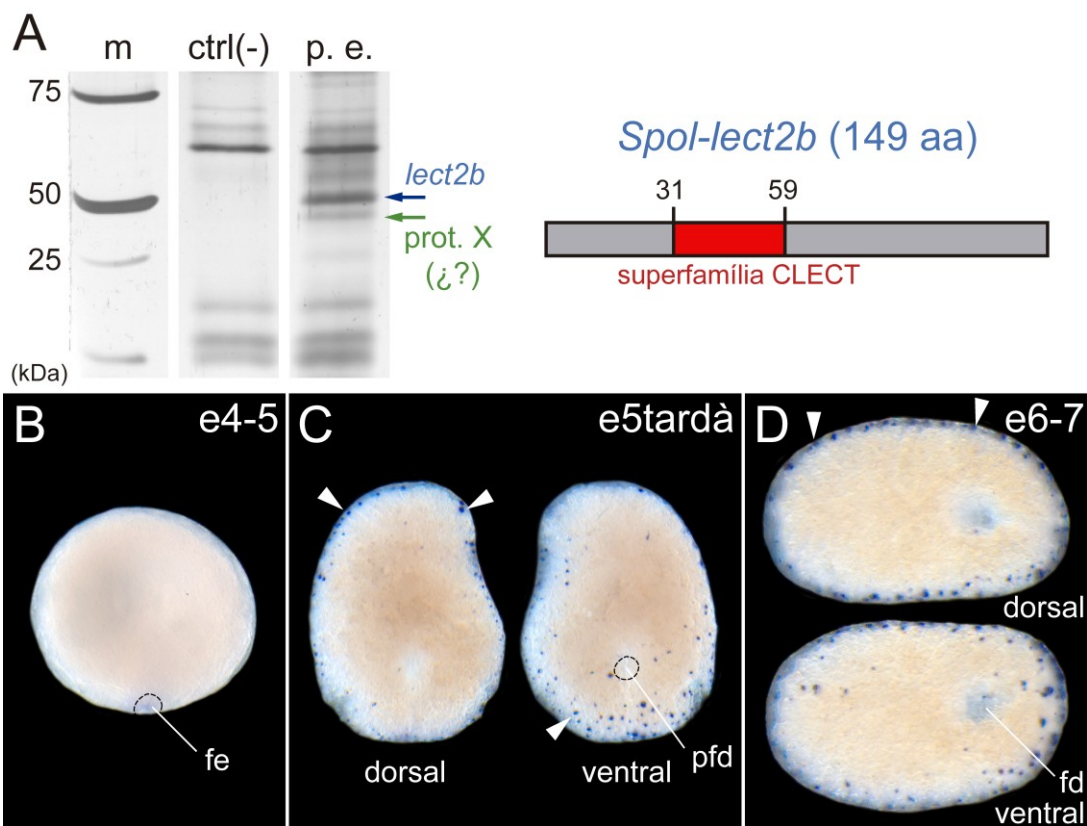 A
m
ctrl(-)
p. e.
75
50
25
(kDa)
lect2b
prot. X
(¿?)
Spol-lect2b (149 aa)
31
59
superfamília CLECT
B
e4-5
fe
C
e5tardà
dorsal
ventral
pfd
D
e6-7
dorsal
fd
ventral